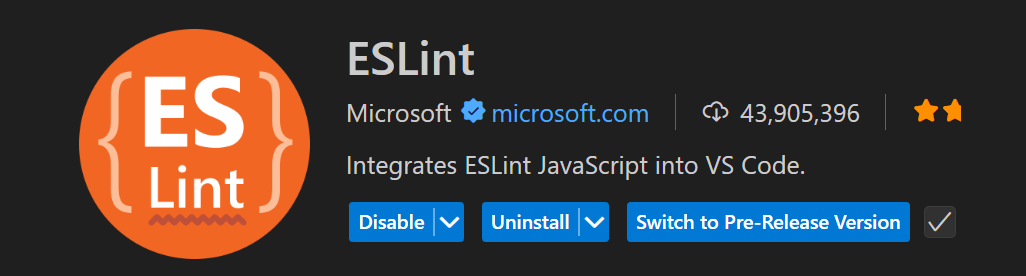 ES
Lint
ESLint
Microsoft microsoft.com 43,905,396
Integrates ESLint JavaScript into VS Code.
Disable Uninstall Switch to Pre-Release Version